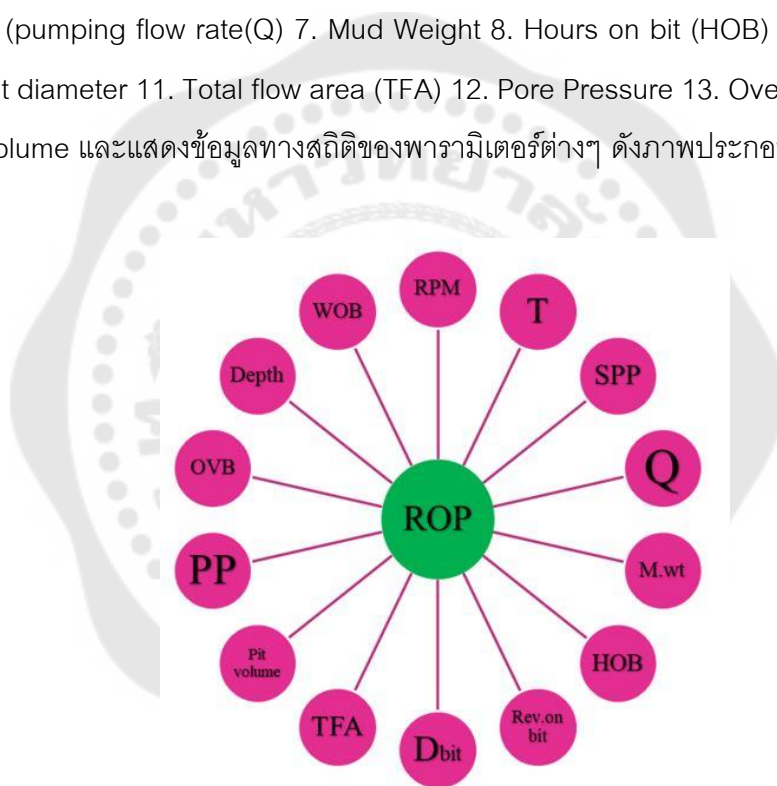 (pumping flow rate(Q) 7. Mud Weight 8. Hours on bit (HOB)
t diameter 11. Total flow area (TFA) 12. Pore Pressure 13. Ove
olume และแสดงข้อมูลทางสถิติของพารามิเตอร์ต่างๆ ดังภาพประกอ
RPM
T
SPP
Q
M.wt
HOB
Rev.on
bit
Dbit
TFA
Pit
volume
PP
OVB
Depth
WOB
ROP